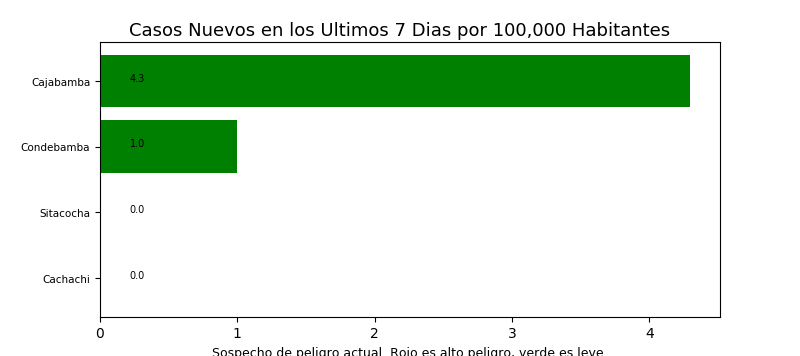 Casos Nuevos en los Ultimos 7 Dias por 100,000 Habitantes
Cajabamba 4.3
Condebamba 1.0
Sitacocha 0.0
Cachachi 0.0
0 1 2 3 4
Sospecho de peligro actual. Rojo es alto peligro, verde es leve